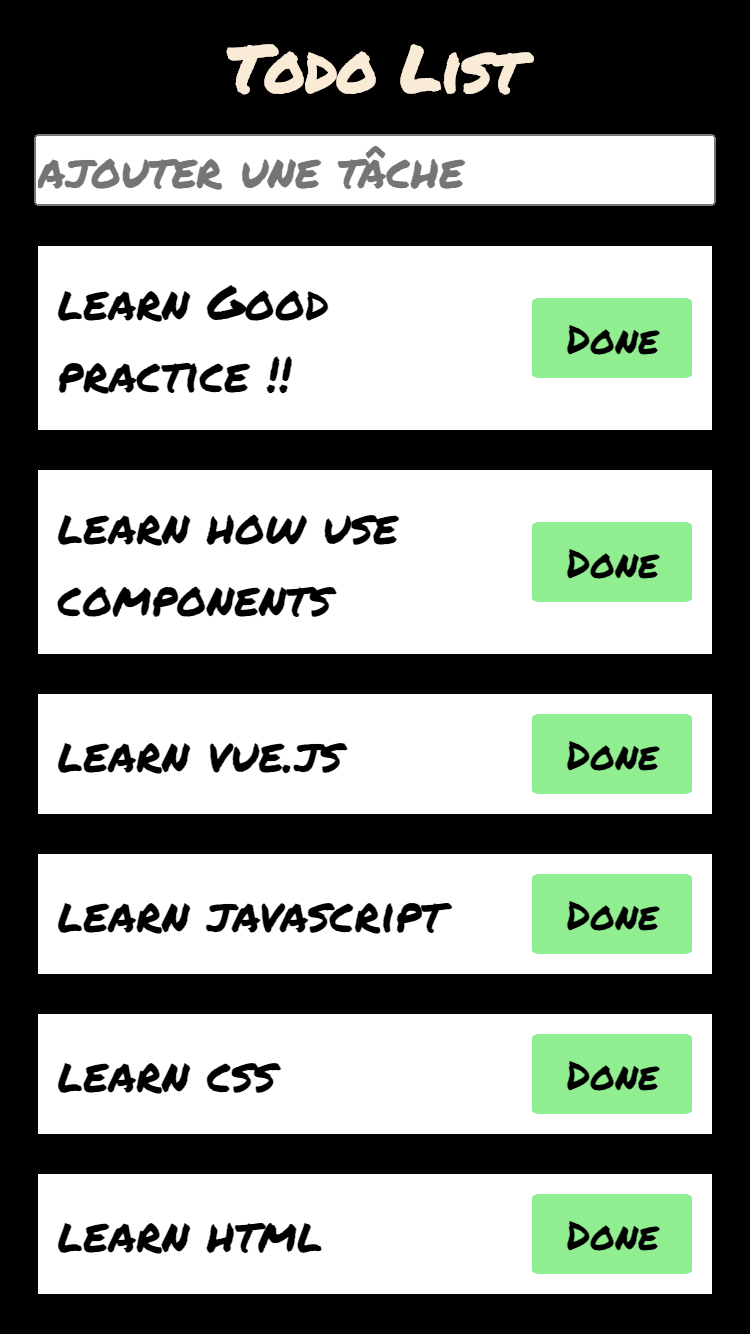 Todo List
ajouter une tâche
learn Good
practice !!
Done
learn how use
components
Done
learn vue.js
Done
learn javascript
Done
learn css
Done
learn html
Done